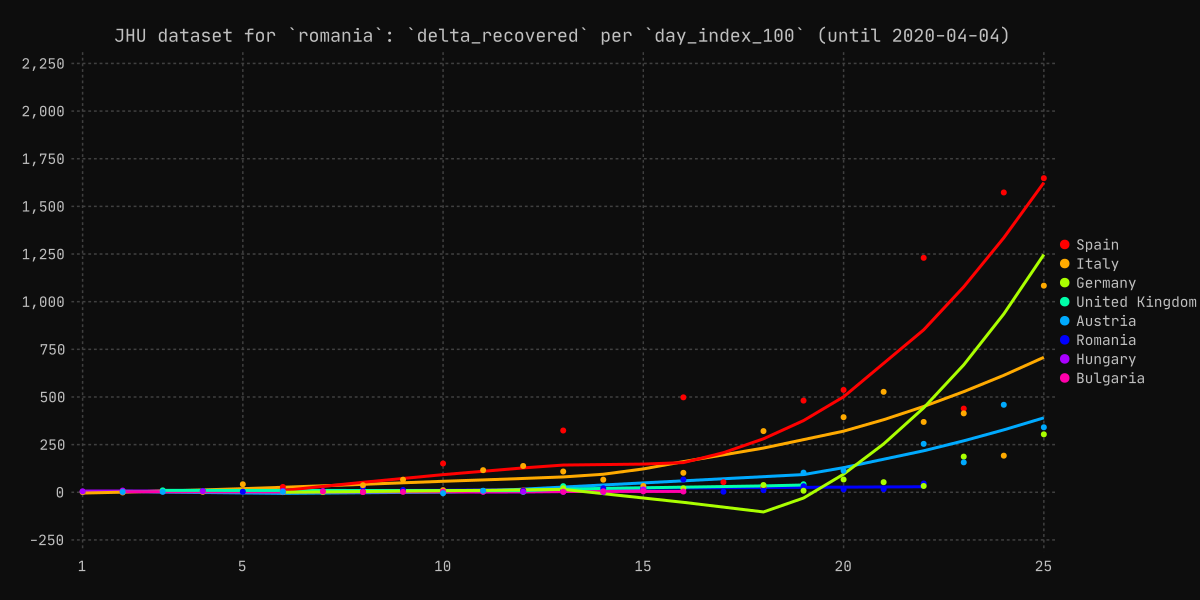 JHU dataset for `romania`: `delta_recovered` per `day_index_100` (until 2020-04-04)
2,250
2,000
1,750
1,500
1,250
1,000
750
500
250
0
−250
1 5 10 15 20 25
Spain
Italy
Germany
United Kingdom
Austria
Romania
Hungary
Bulgaria